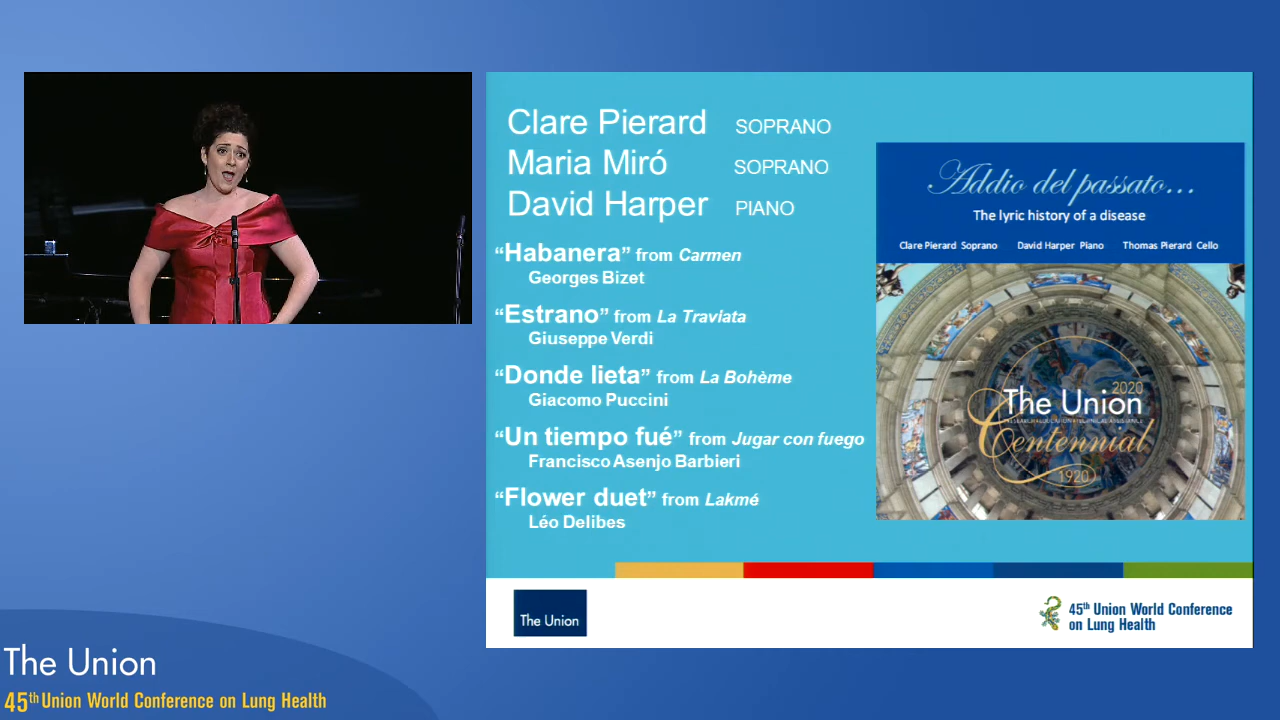 Clare Pierard SOPRANO
Maria Miró SOPRANO
David Harper PIANO
“Habanera” from Carmen
Georges Bizet
“Estrano” from La Traviata
Giuseppe Verdi
“Donde lieta” from La Bohème
Giacomo Puccini
“Un tiempo fué” from Jugar con fuego
Francisco Asenjo Barbieri
“Flower duet” from Lakmé
Léo Delibes
Addio del passato...
The lyric history of a disease
Clare Pierard Soprano David Harper Piano Thomas Pierard Cello
2020
The Union
Centennial
1920
The Union
45th Union World Conference
on Lung Health
The Union
45th Union World Conference on Lung Health